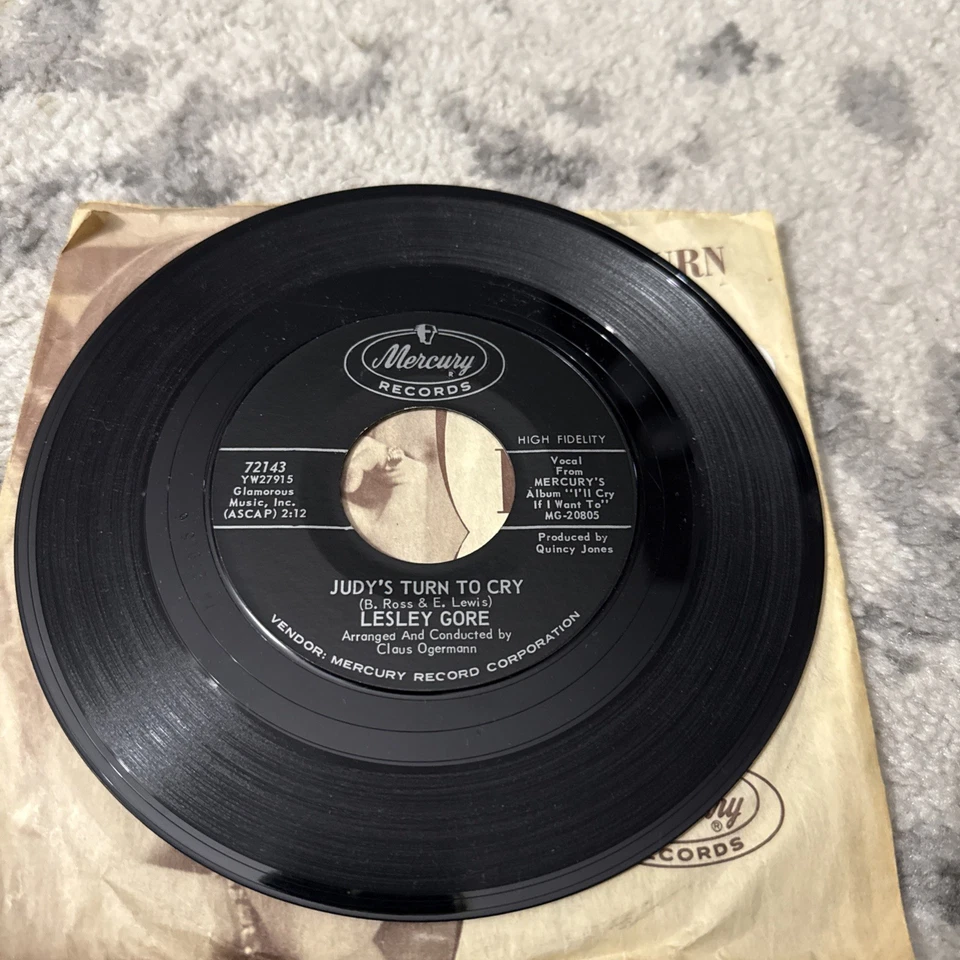 URN
Mercury
R
RECORDS
HIGH FIDELITY
72143
YW27915
Glamorous
Music, Inc.
(ASCAP) 2:12
Vocal
From
MERCURY'S
Album "I'll Cry
If I Want To"
MG-20805
Produced by
Quincy Jones
JUDY'S TURN TO CRY
(B. Ross & E. Lewis)
LESLEY GORE
Arranged And Conducted by
Claus Ogermann
VENDOR: MERCURY RECORD CORPORATION
ry
®
ECORDS